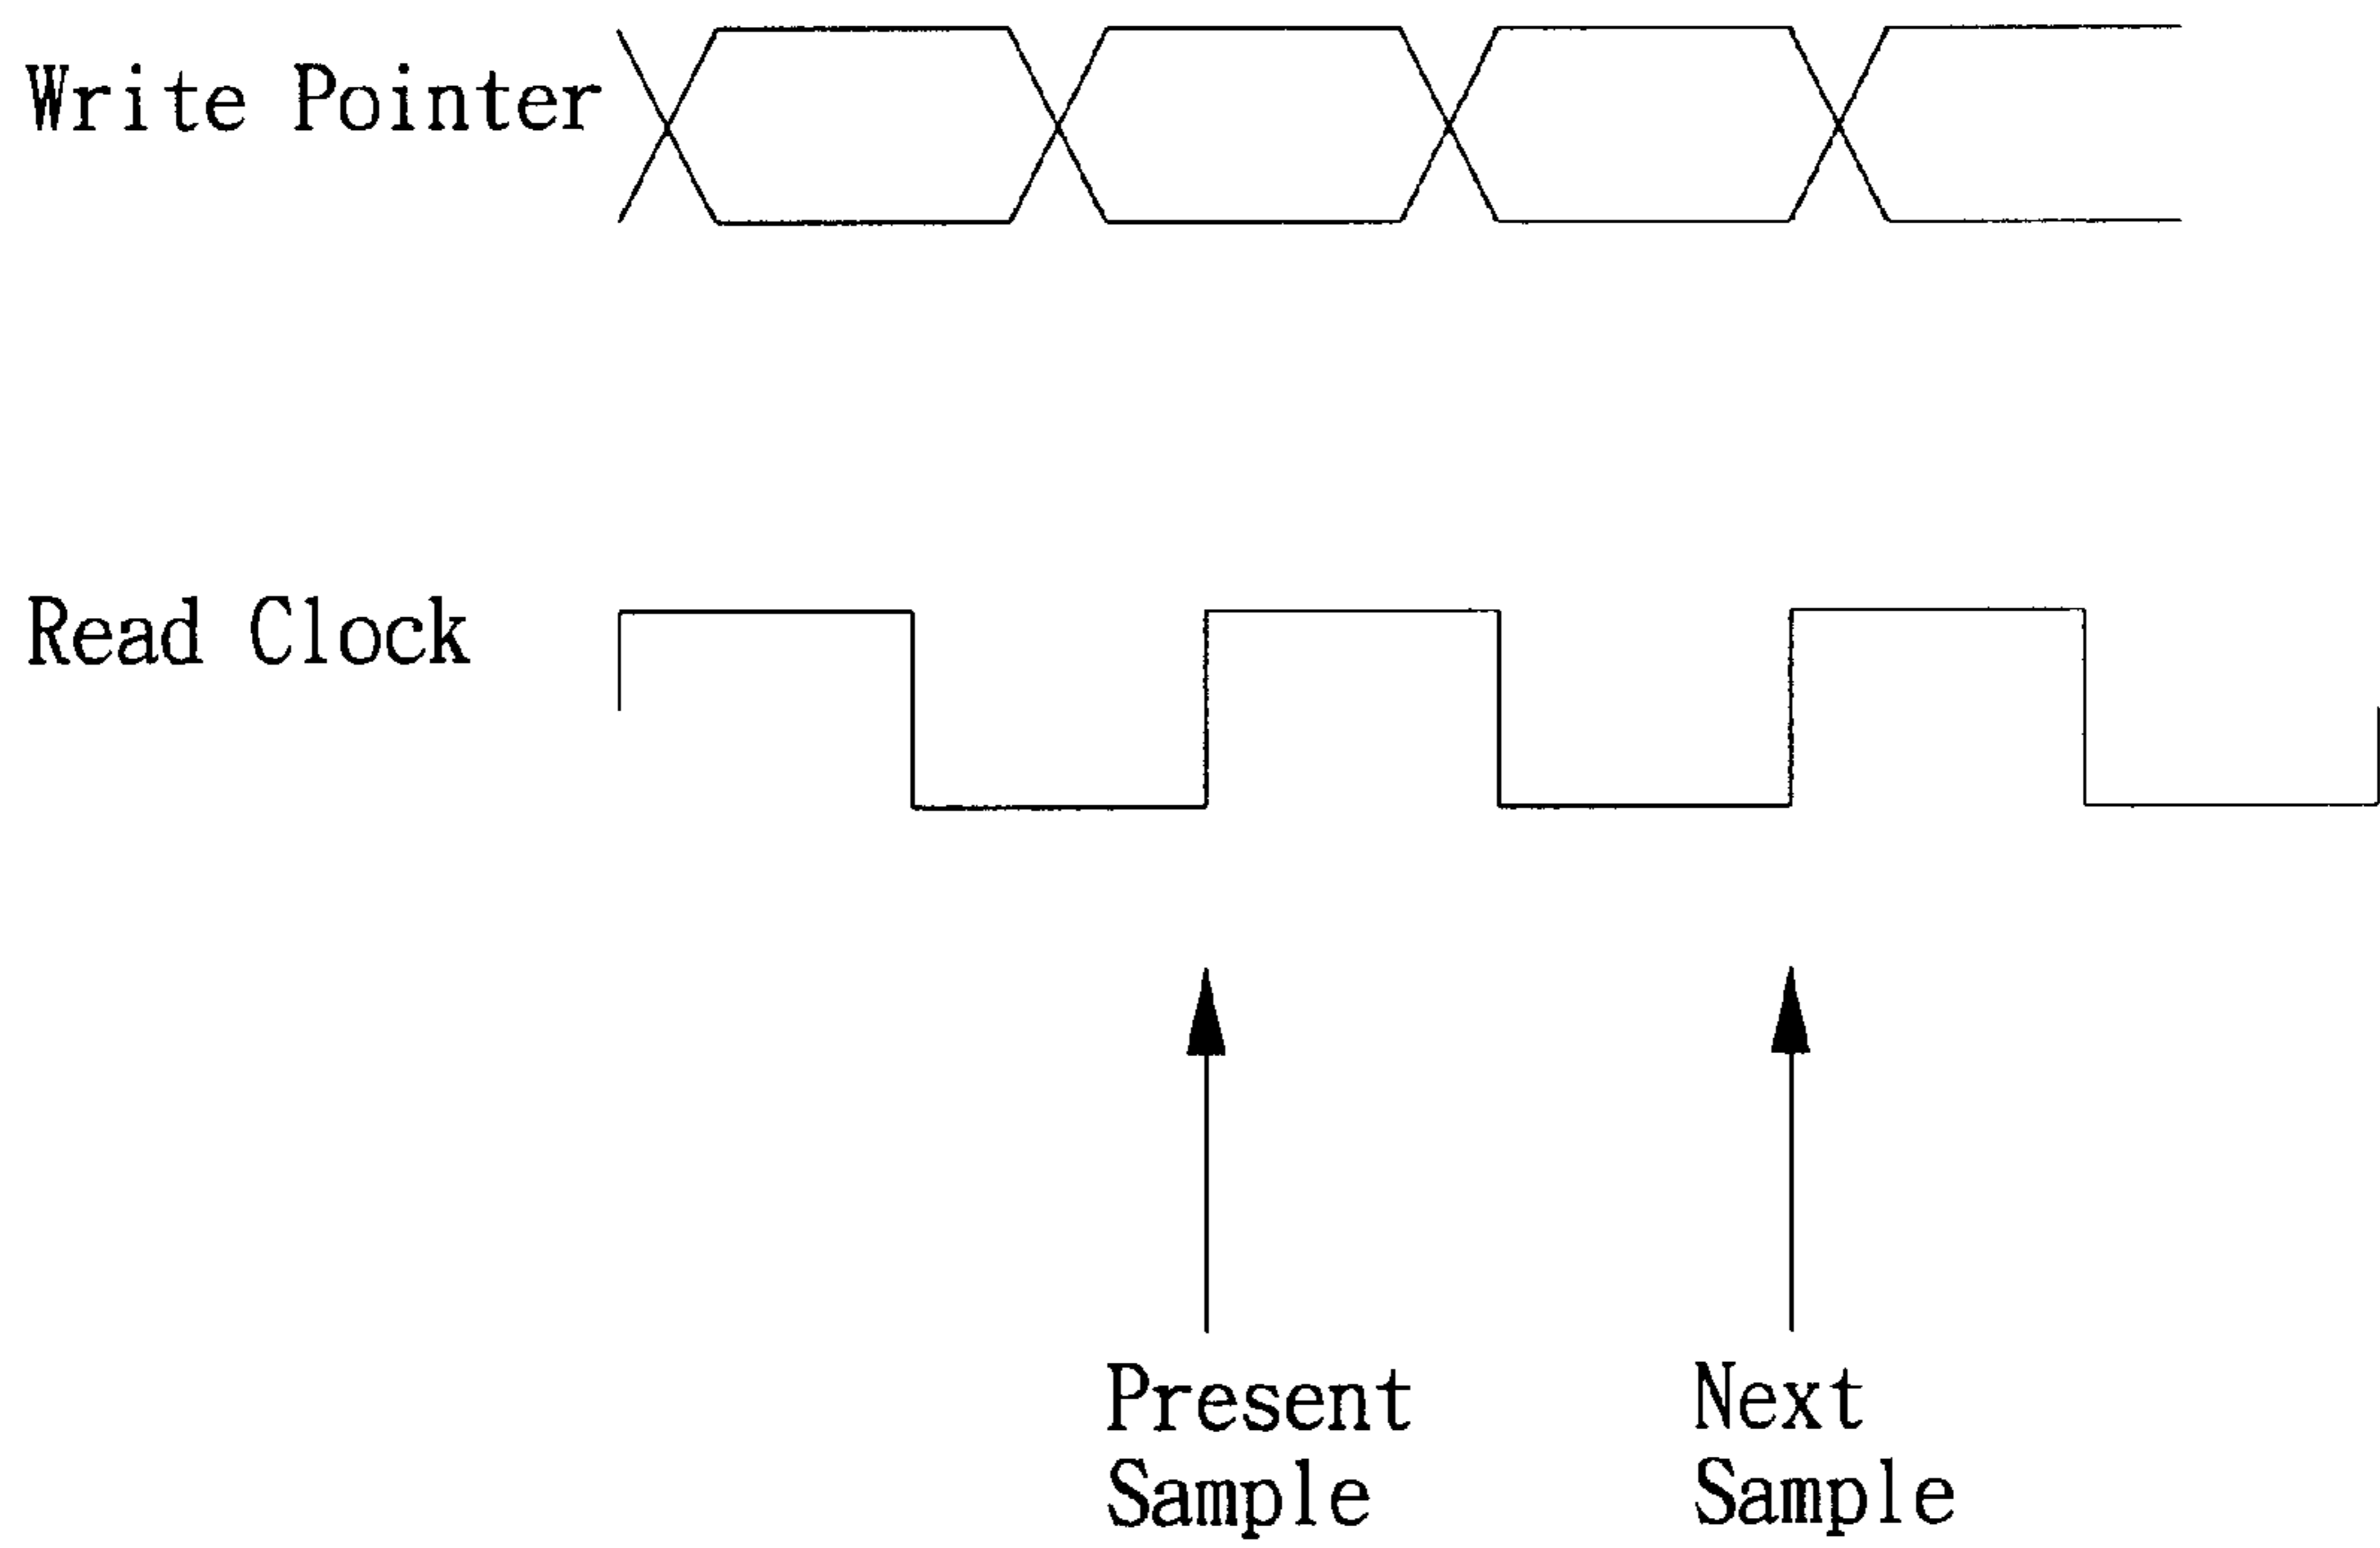 Write Pointer
Read Clock
Present
Sample
Next
Sample